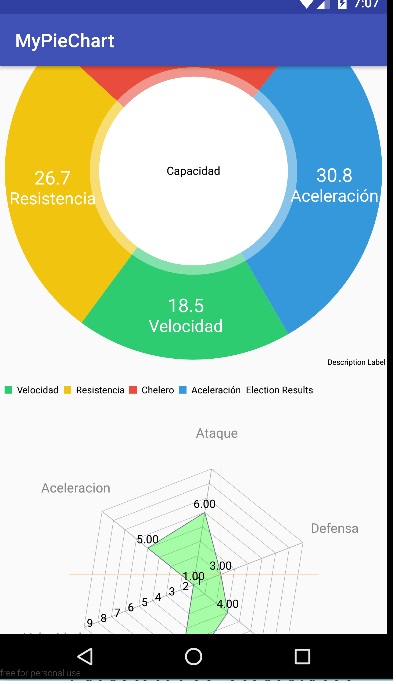 7:07
MyPieChart
26.7
Resistencia
Capacidad
30.8
Aceleración
18.5
Velocidad
Description Label
Velocidad Resistencia Chelero Aceleración Election Results
Ataque
Aceleracion
6.00
Defensa
5.00
3.00
1.00
2
3
4
5
6
7
8
9
4.00
free for personal use